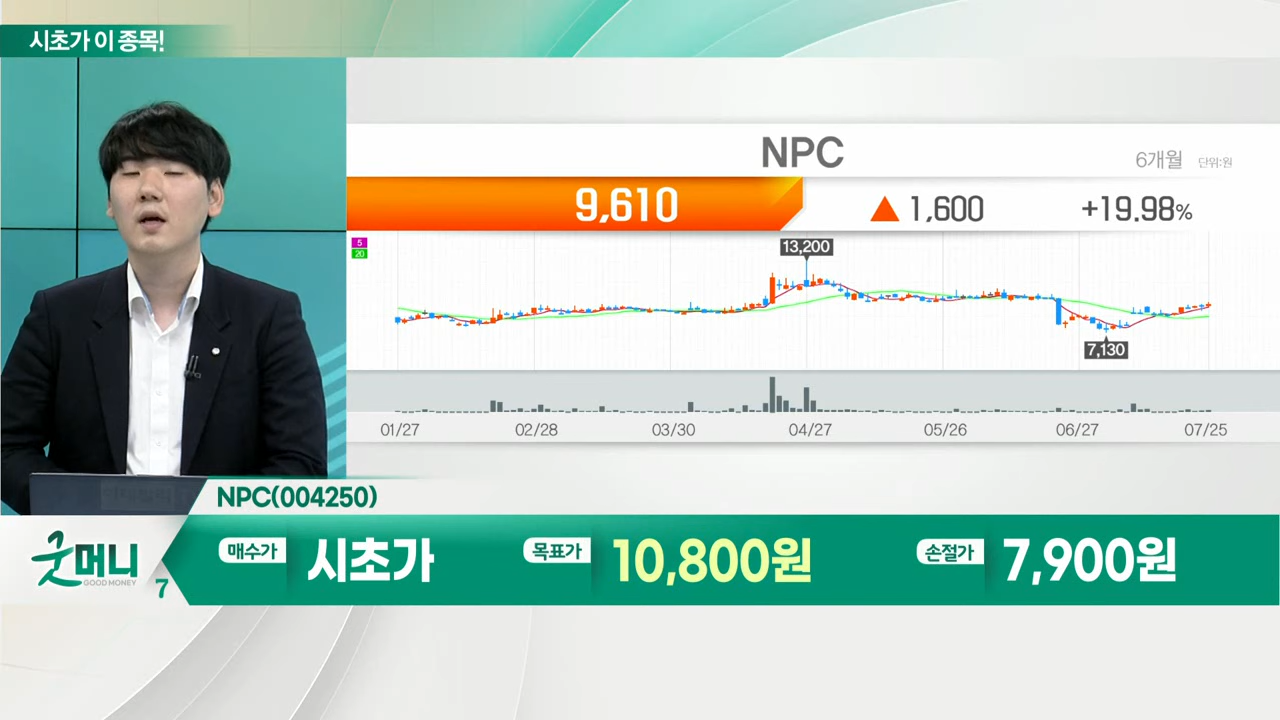 시초가 이 종목!
NPC
6개월 단위:원
9,610 ▲ 1,600 +19.98%
5
20
13,200
7,130
01/27 02/28 03/30 04/27 05/26 06/27 07/25
NPC(004250)
굿머니
GOOD MONEY
7
매수가 시초가 목표가 10,800원 손절가 7,900원